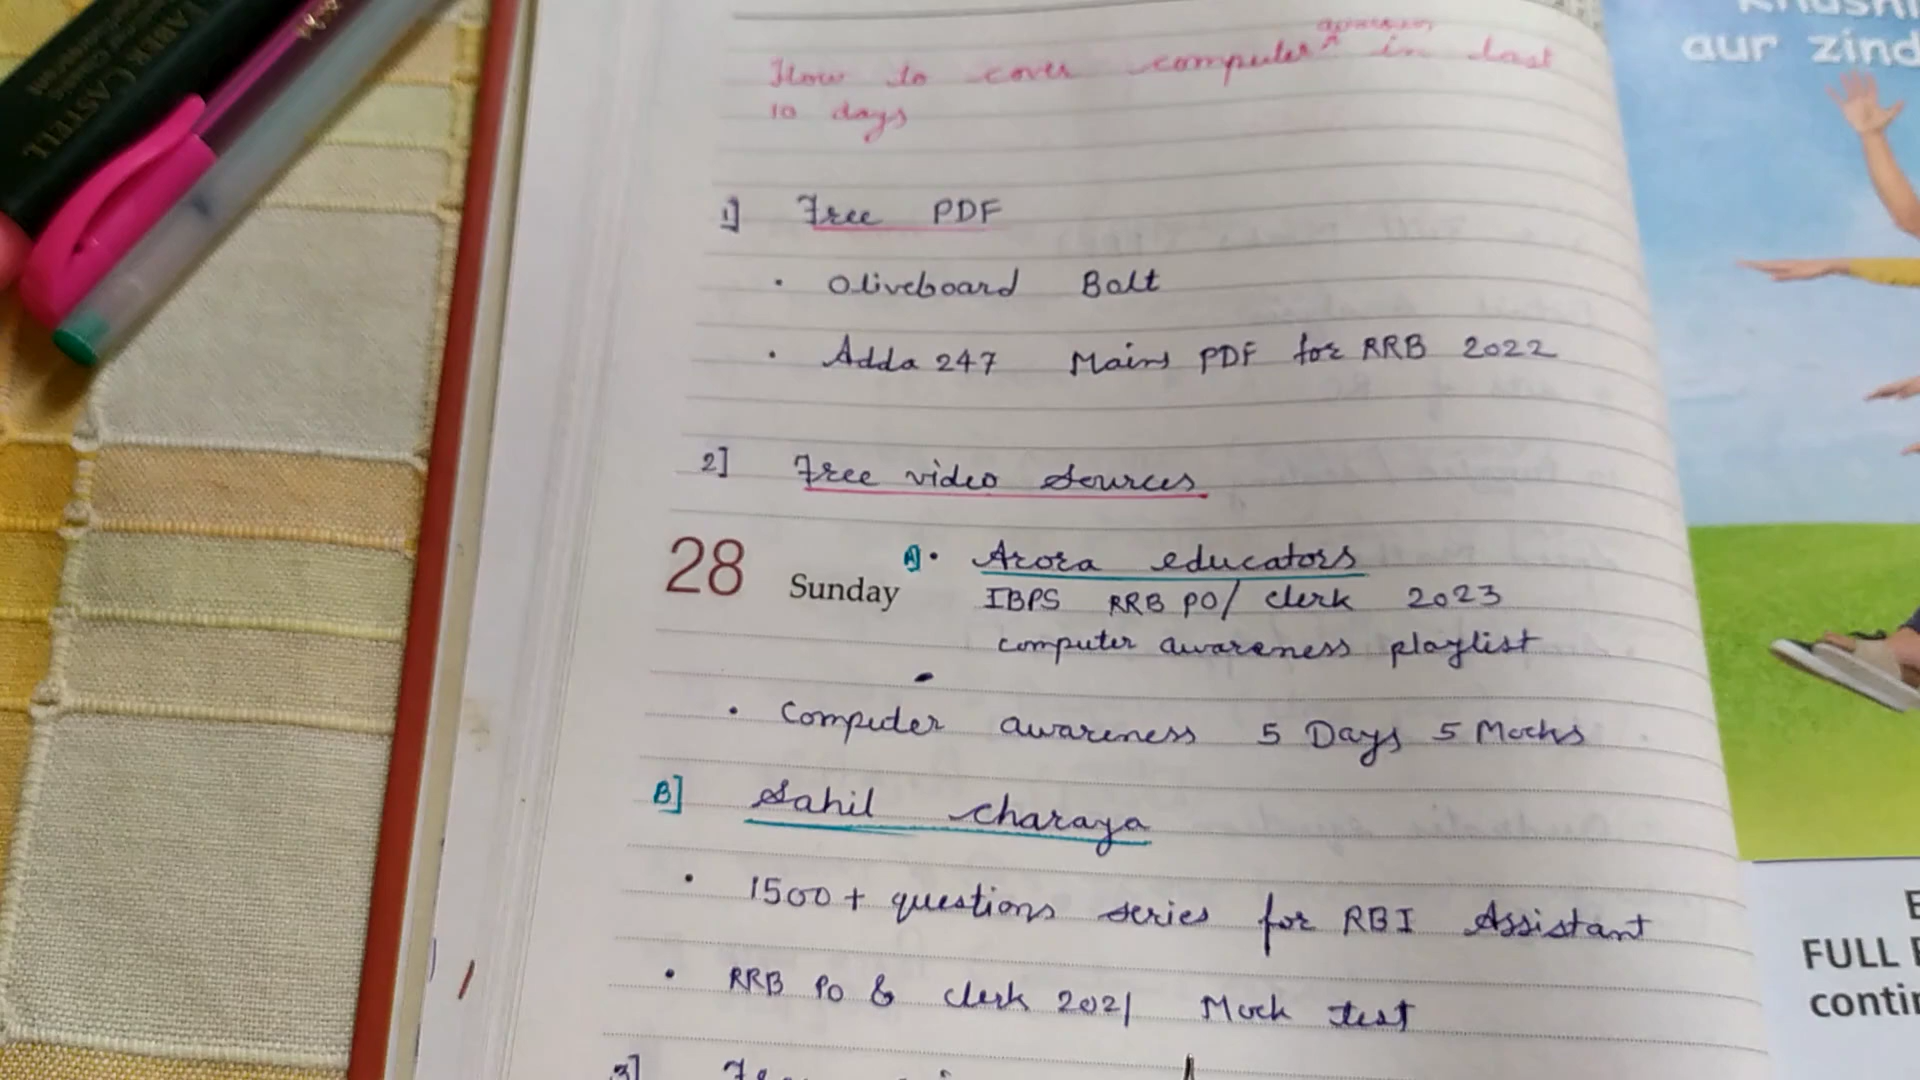 How to cover computer awareness in last
10 days
1] Free PDF
• Oliveboard Bolt
• Adda 247 Mains PDF for RRB 2022
2] Free video sources
28 Sunday
A] • Arora educators
IBPS RRB PO/ clerk 2023
computer awareness playlist
• Computer awareness 5 Days 5 Mocks
B] Sahil Charaya
• 1500+ questions series for RBI Assistant
• RRB PO & clerk 2021 Mock test
3]
FABER CASTELL
aur zind
FULL
contin